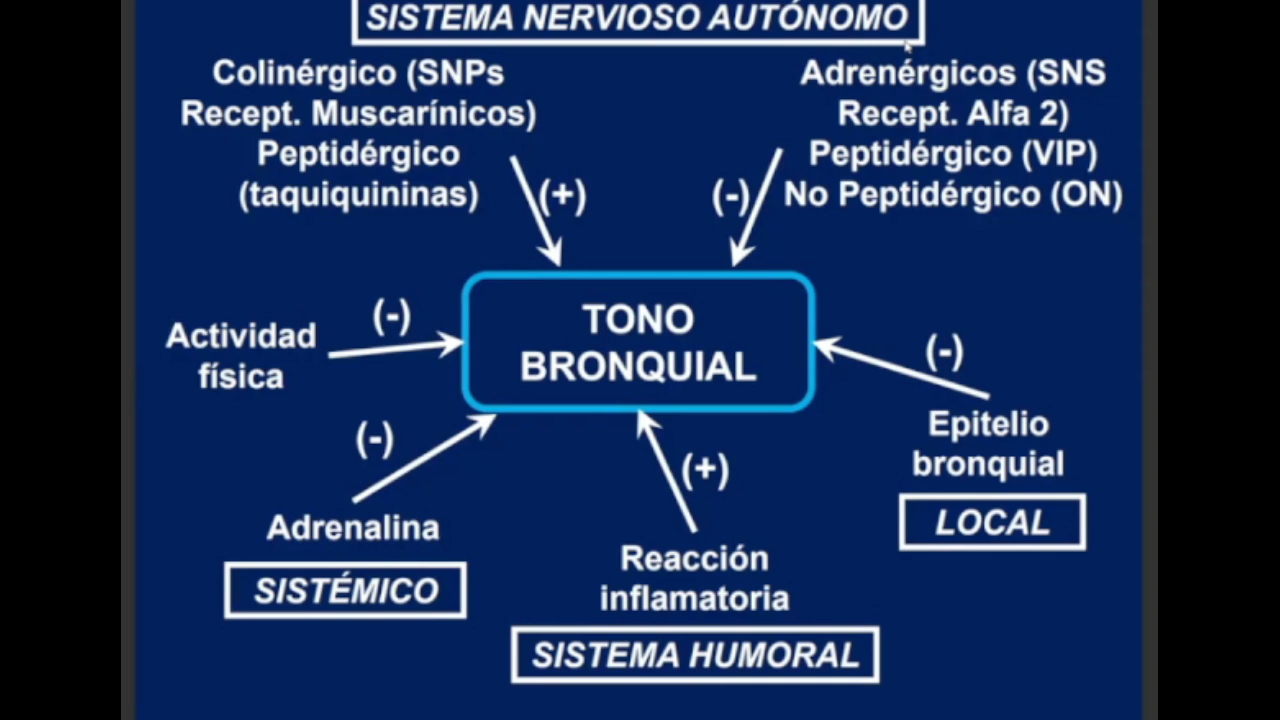 SISTEMA NERVIOSO AUTÓNOMO
Colinérgico (SNPs
Recept. Muscarínicos)
Peptidérgico
(taquiquininas)
(+)
Adrenérgicos (SNS
Recept. Alfa 2)
Peptidérgico (VIP)
No Peptidérgico (ON)
(-)
Actividad
física
(-)
TONO
BRONQUIAL
(-)
Epitelio
bronquial
LOCAL
(-)
Adrenalina
SISTÉMICO
(+)
Reacción
inflamatoria
SISTEMA HUMORAL